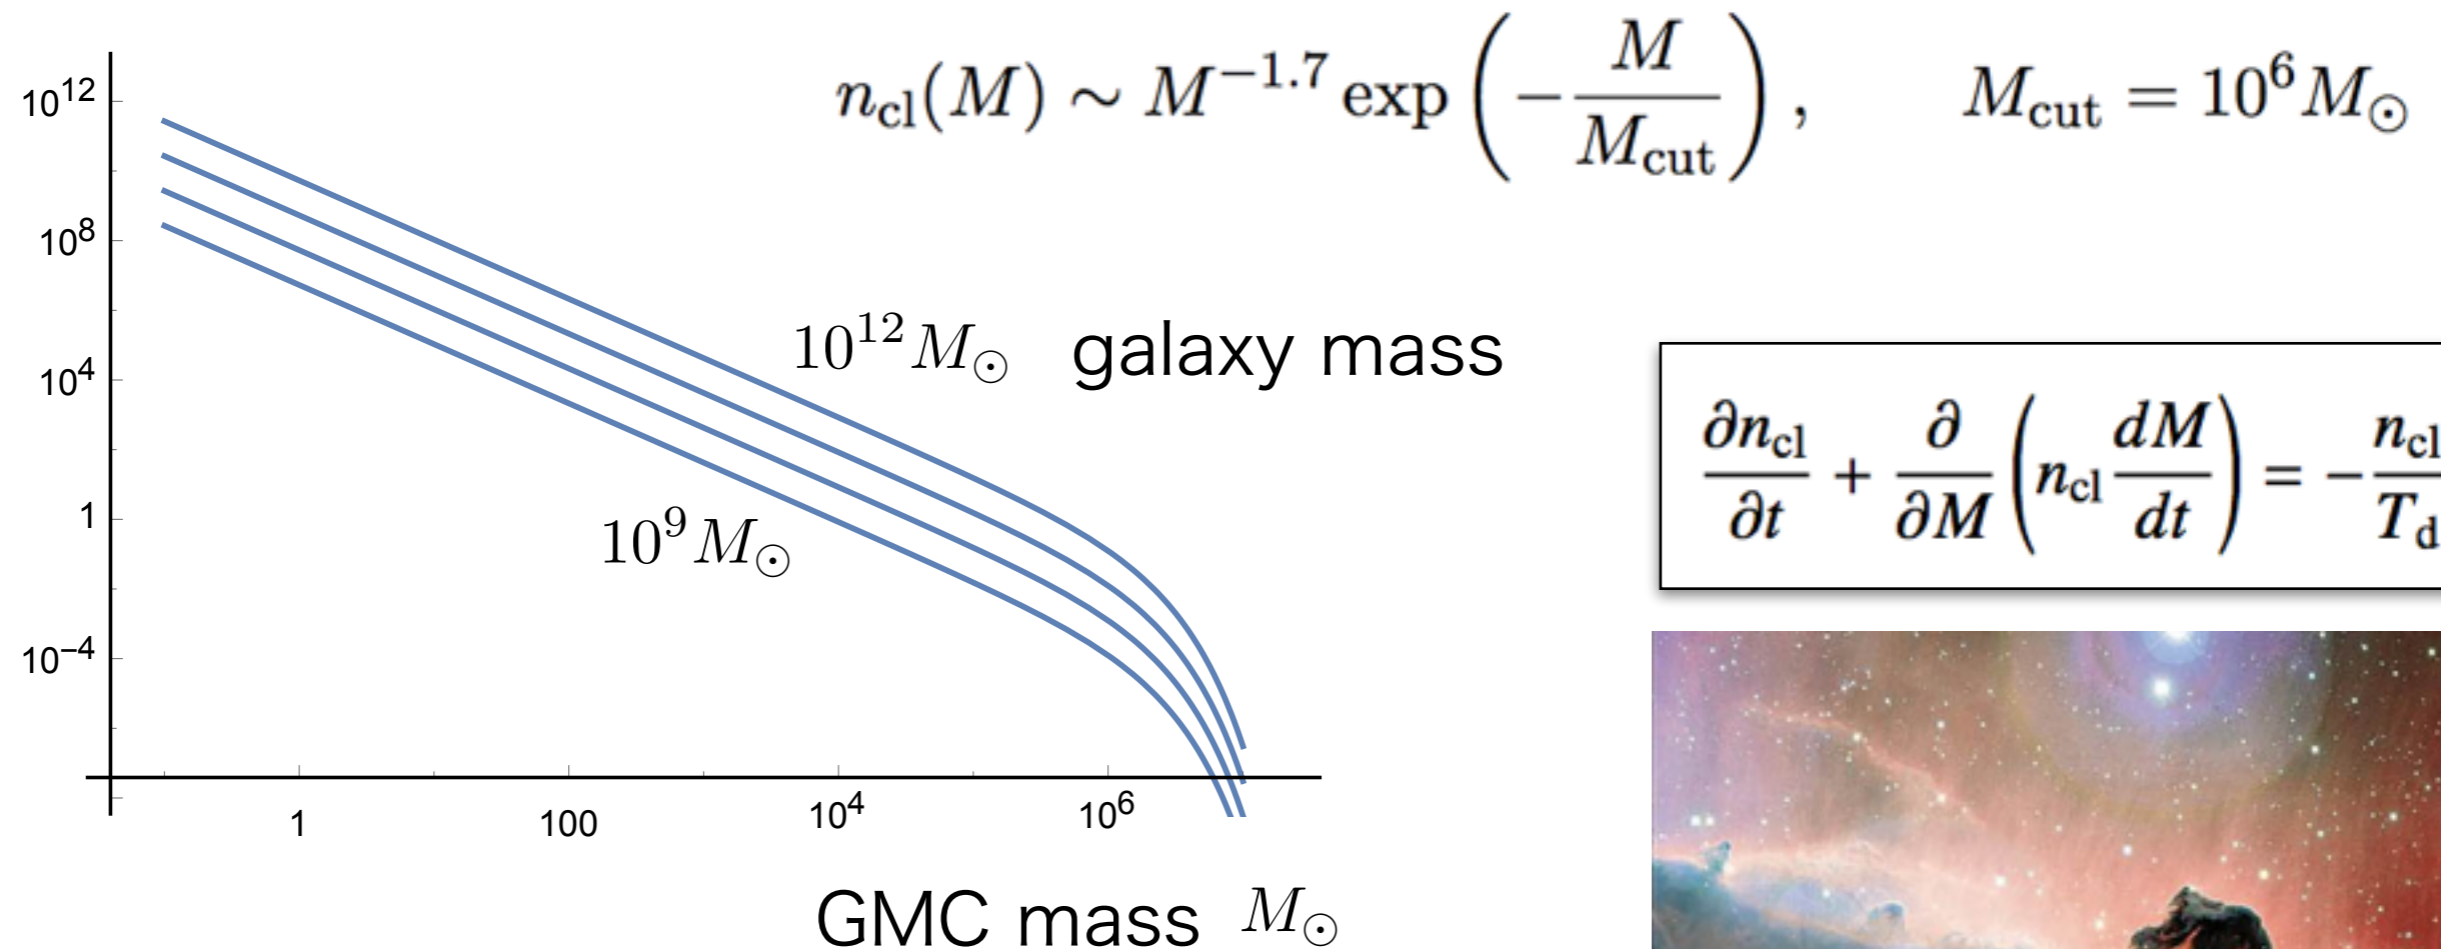 n_cl(M) ∼ M^{−1.7} exp(−M/M_cut), M_cut = 10^6 M_⊙
10^12
10^8
10^4
1
10^−4
10^12 M_⊙ galaxy mass
10^9 M_⊙
∂n_cl/∂t + ∂/∂M (n_cl dM/dt) = −n_cl/T_d
1 100 10^4 10^6
GMC mass M_⊙